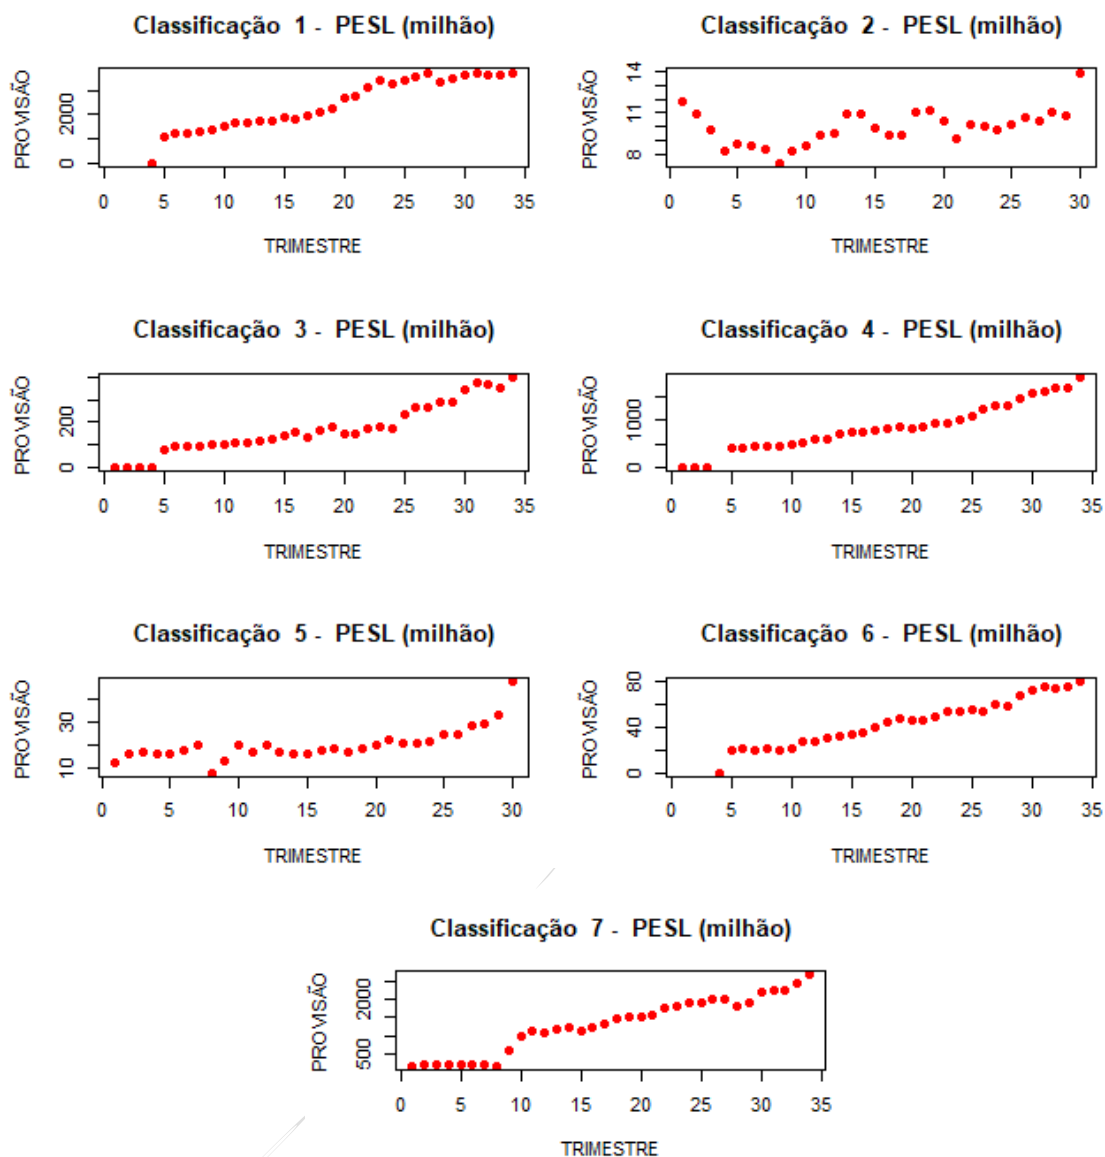 Classificação 1 - PESL (milhão)
PROVISÃO
2000
0
0 5 10 15 20 25 30 35
TRIMESTRE
Classificação 2 - PESL (milhão)
PROVISÃO
14
11
8
0 5 10 15 20 25 30
TRIMESTRE
Classificação 3 - PESL (milhão)
PROVISÃO
200
0
0 5 10 15 20 25 30 35
TRIMESTRE
Classificação 4 - PESL (milhão)
PROVISÃO
1000
0
0 5 10 15 20 25 30 35
TRIMESTRE
Classificação 5 - PESL (milhão)
PROVISÃO
30
10
0 5 10 15 20 25 30
TRIMESTRE
Classificação 6 - PESL (milhão)
PROVISÃO
80
40
0
0 5 10 15 20 25 30 35
TRIMESTRE
Classificação 7 - PESL (milhão)
PROVISÃO
2000
500
0 5 10 15 20 25 30 35
TRIMESTRE